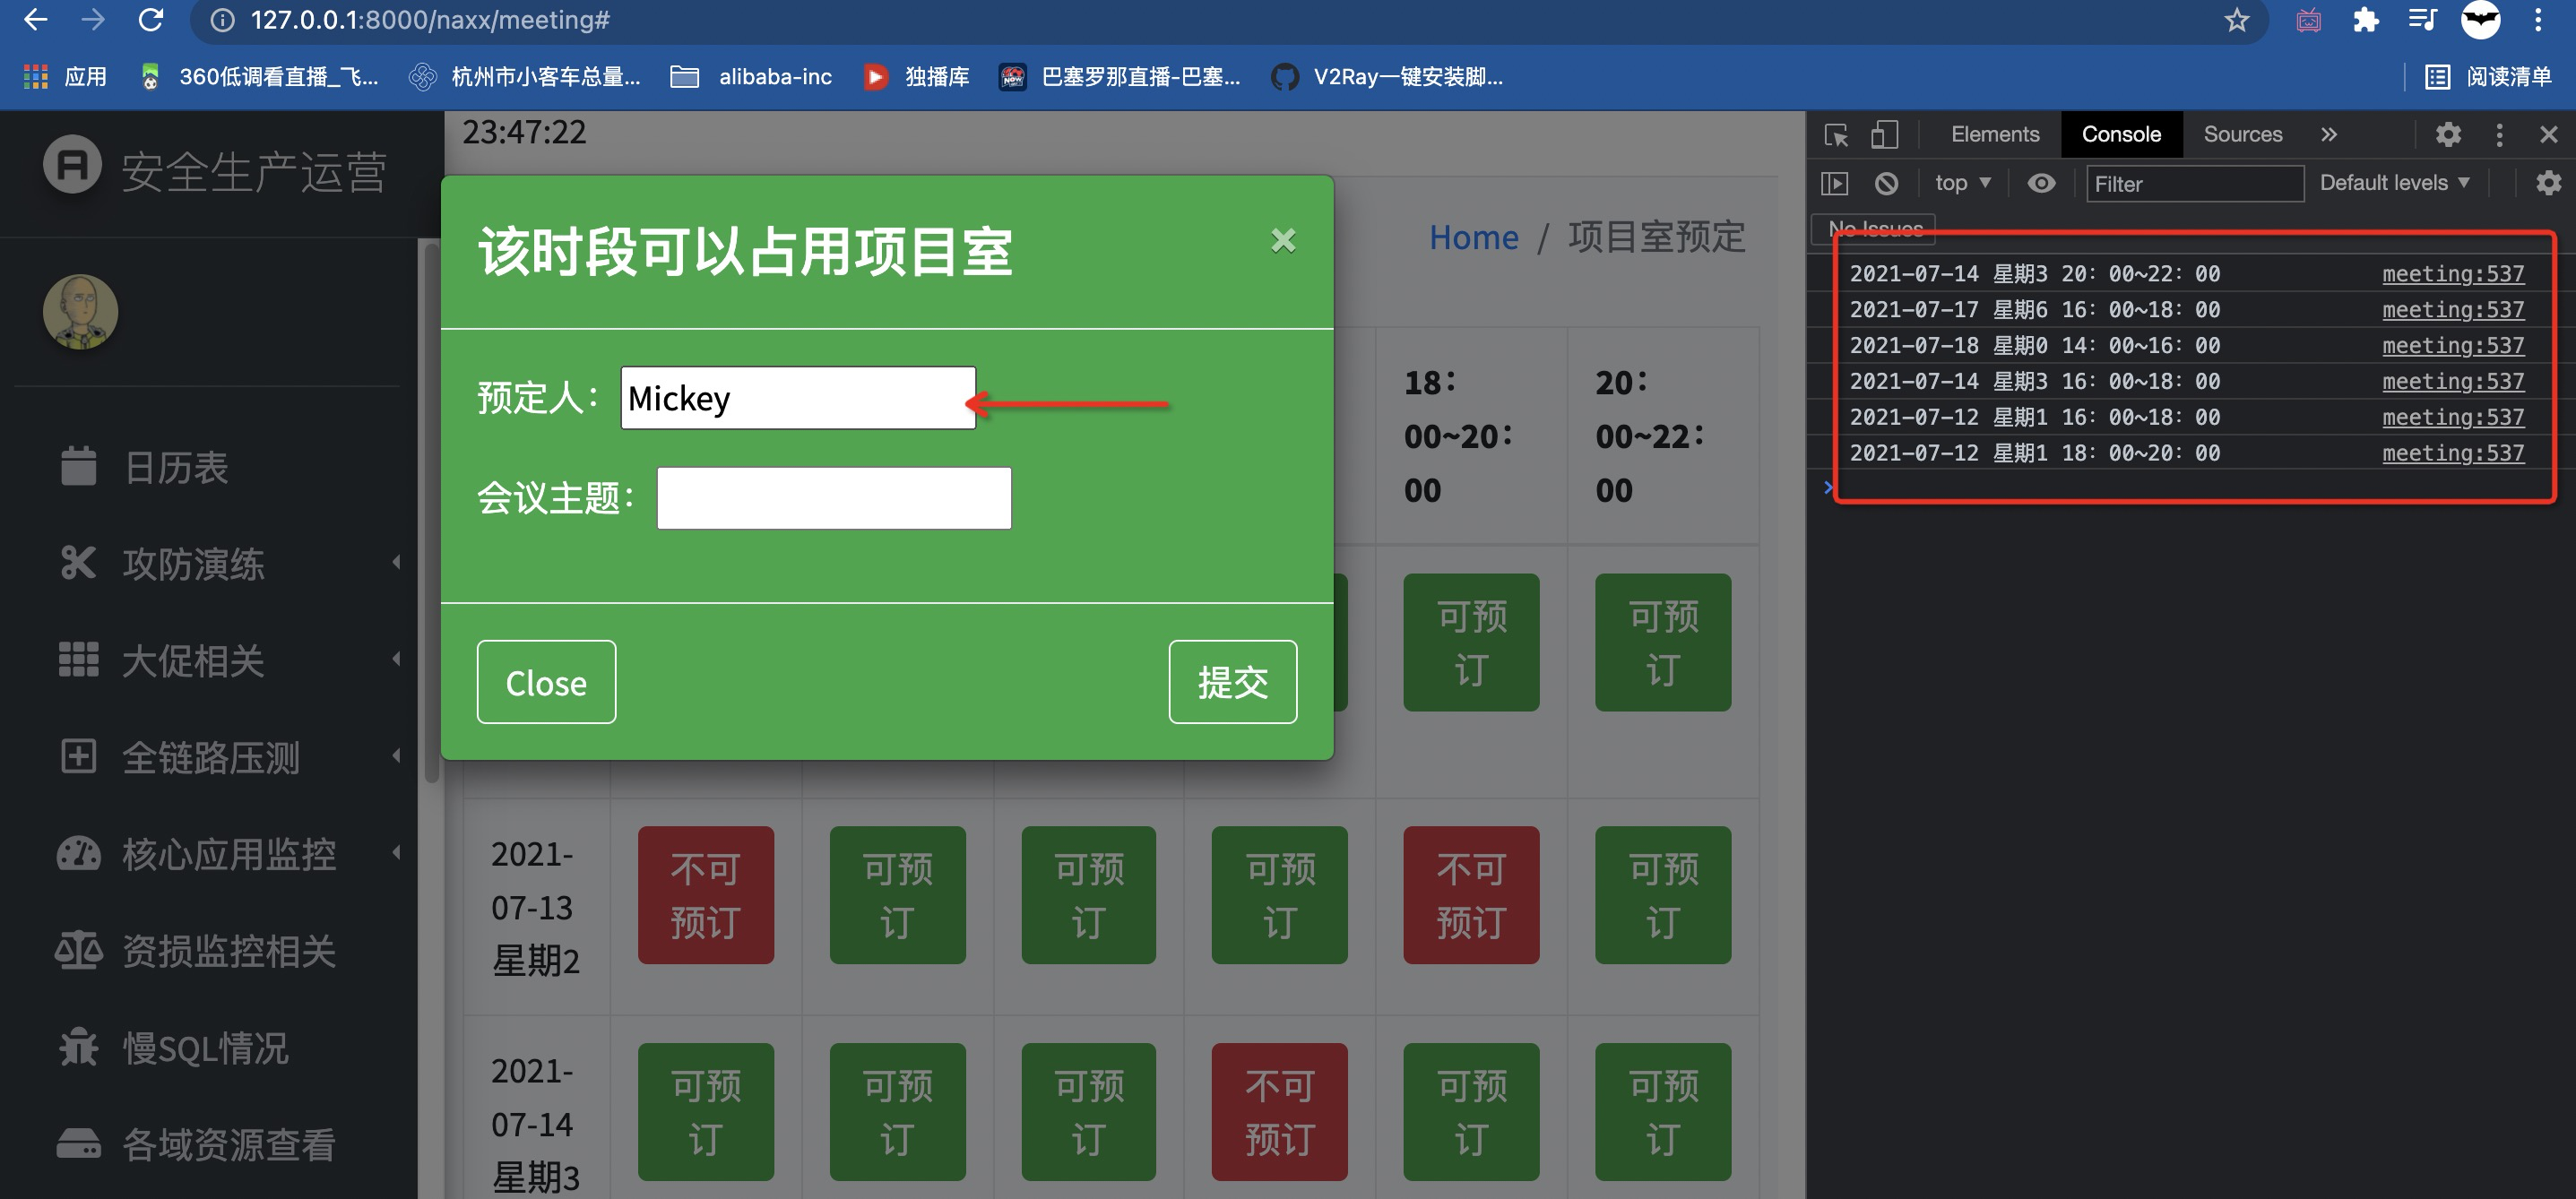 127.0.0.1:8000/naxx/meeting#
应用
360低调看直播_飞...
杭州市小客车总量...
alibaba-inc
独播库
巴塞罗那直播-巴塞...
V2Ray一键安装脚...
阅读清单
安全生产运营
日历表
攻防演练
大促相关
全链路压测
核心应用监控
资损监控相关
慢SQL情况
各域资源查看
23:47:22
Home / 项目室预定
该时段可以占用项目室
×
预定人：
Mickey
会议主题：
Close
提交
18：
00~20：
00
20：
00~22：
00
可预
订
可预
订
2021-
07-13
星期2
不可
预订
可预
订
可预
订
可预
订
不可
预订
可预
订
2021-
07-14
星期3
可预
订
可预
订
可预
订
不可
预订
可预
订
可预
订
Elements
Console
Sources
top
Filter
Default levels
No Issues
2021-07-14 星期3 20：00~22：00 meeting:537
2021-07-17 星期6 16：00~18：00 meeting:537
2021-07-18 星期0 14：00~16：00 meeting:537
2021-07-14 星期3 16：00~18：00 meeting:537
2021-07-12 星期1 16：00~18：00 meeting:537
2021-07-12 星期1 18：00~20：00 meeting:537